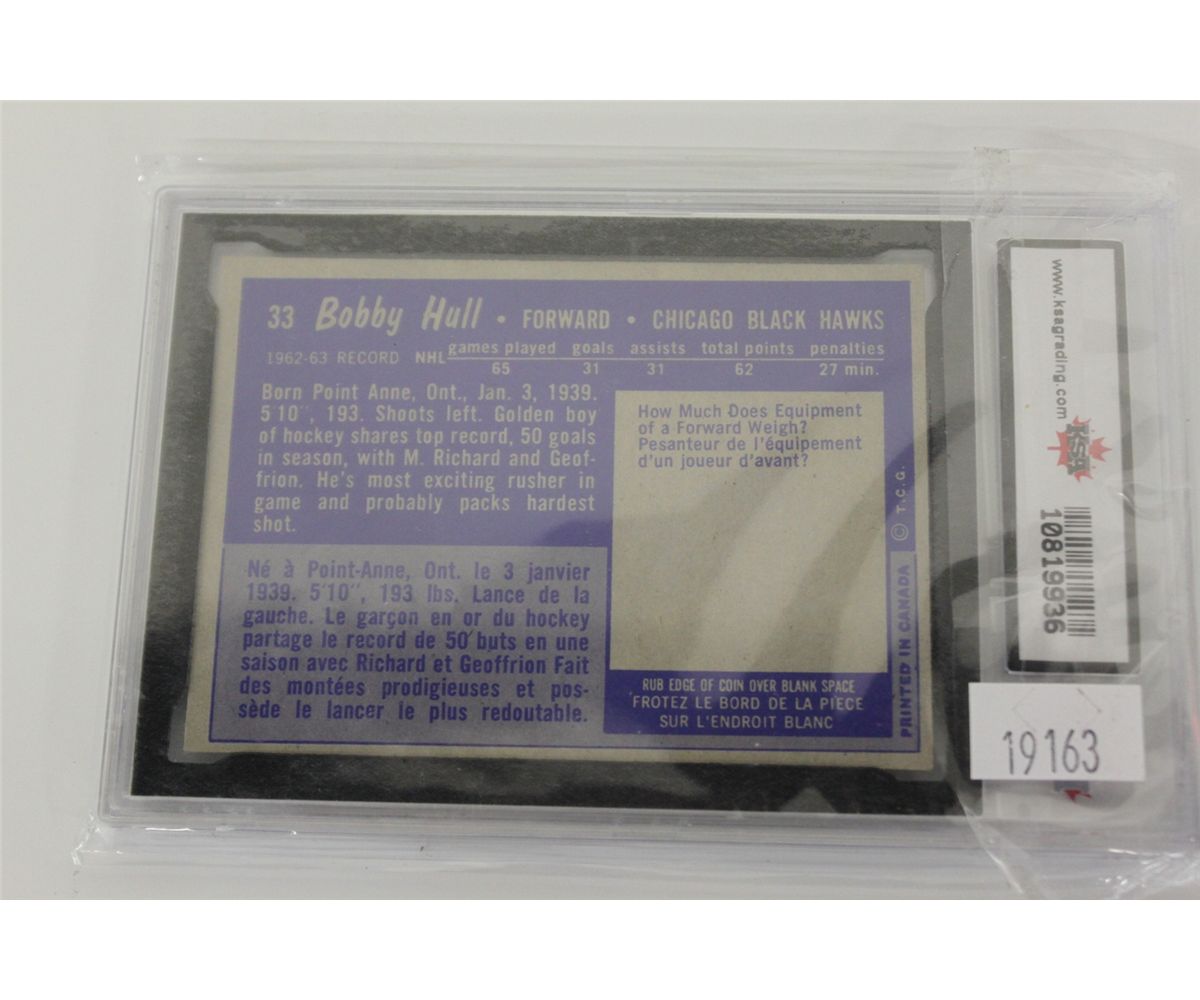 33 Bobby Hull • FORWARD • CHICAGO BLACK HAWKS
1962-63 RECORD NHL games played goals assists total points penalties
65 31 31 62 27 min.
Born Point Anne, Ont., Jan. 3, 1939.
5'10", 193. Shoots left. Golden boy
of hockey shares top record, 50 goals
in season, with M. Richard and Geof-
frion. He's most exciting rusher in
game and probably packs hardest
shot.
Né à Point-Anne, Ont. le 3 janvier
1939. 5'10", 193 lbs. Lance de la
gauche. Le garçon en or du hockey
partage le record de 50 buts en une
saison avec Richard et Geoffrion Fait
des montées prodigieuses et pos-
sède le lancer le plus redoutable.
How Much Does Equipment
of a Forward Weigh?
Pesanteur de l'équipement
d'un joueur d'avant?
RUB EDGE OF COIN OVER BLANK SPACE
FROTEZ LE BORD DE LA PIÈCE
SUR L'ENDROIT BLANC
PRINTED IN CANADA © T.C.G.
www.ksagrading.com
KSA
10819936
19163